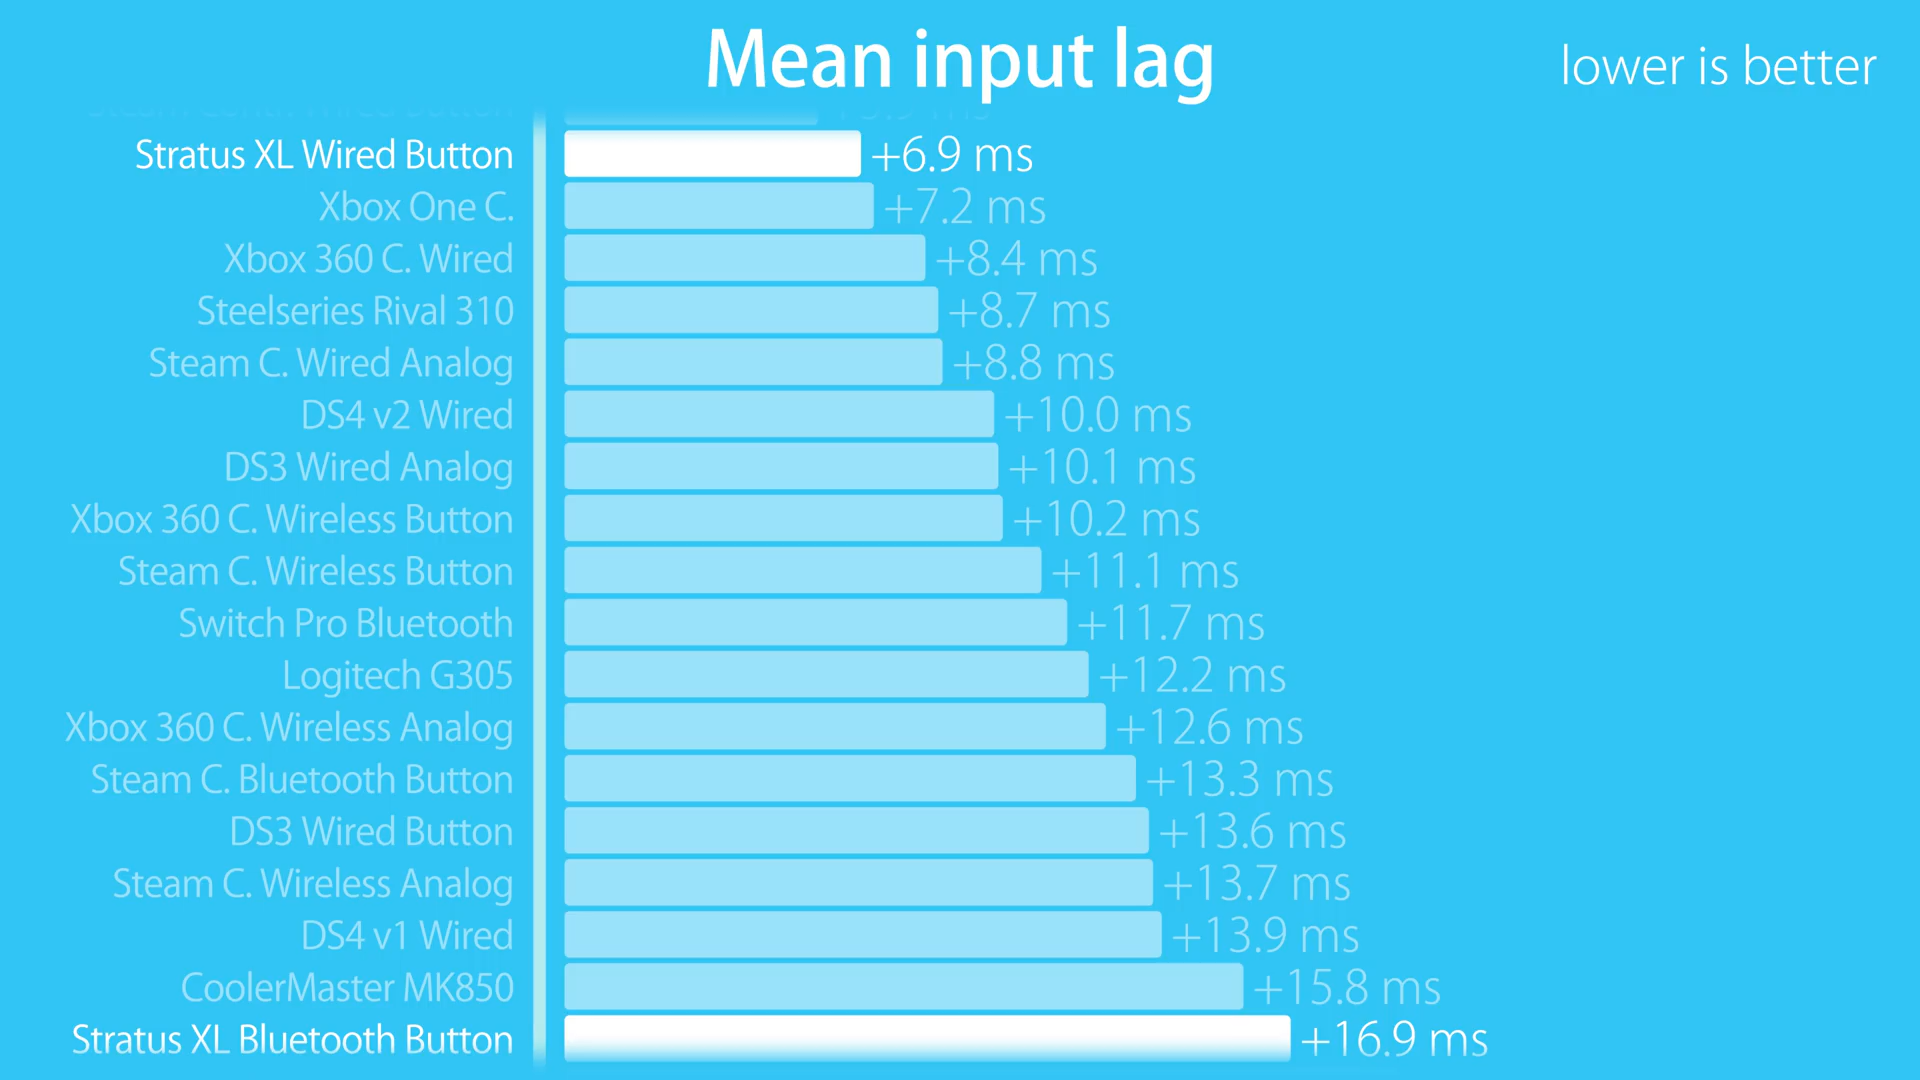 Mean input lag
lower is better
Stratus XL Wired Button +6.9 ms
Xbox One C. +7.2 ms
Xbox 360 C. Wired +8.4 ms
Steelseries Rival 310 +8.7 ms
Steam C. Wired Analog +8.8 ms
DS4 v2 Wired +10.0 ms
DS3 Wired Analog +10.1 ms
Xbox 360 C. Wireless Button +10.2 ms
Steam C. Wireless Button +11.1 ms
Switch Pro Bluetooth +11.7 ms
Logitech G305 +12.2 ms
Xbox 360 C. Wireless Analog +12.6 ms
Steam C. Bluetooth Button +13.3 ms
DS3 Wired Button +13.6 ms
Steam C. Wireless Analog +13.7 ms
DS4 v1 Wired +13.9 ms
CoolerMaster MK850 +15.8 ms
Stratus XL Bluetooth Button +16.9 ms